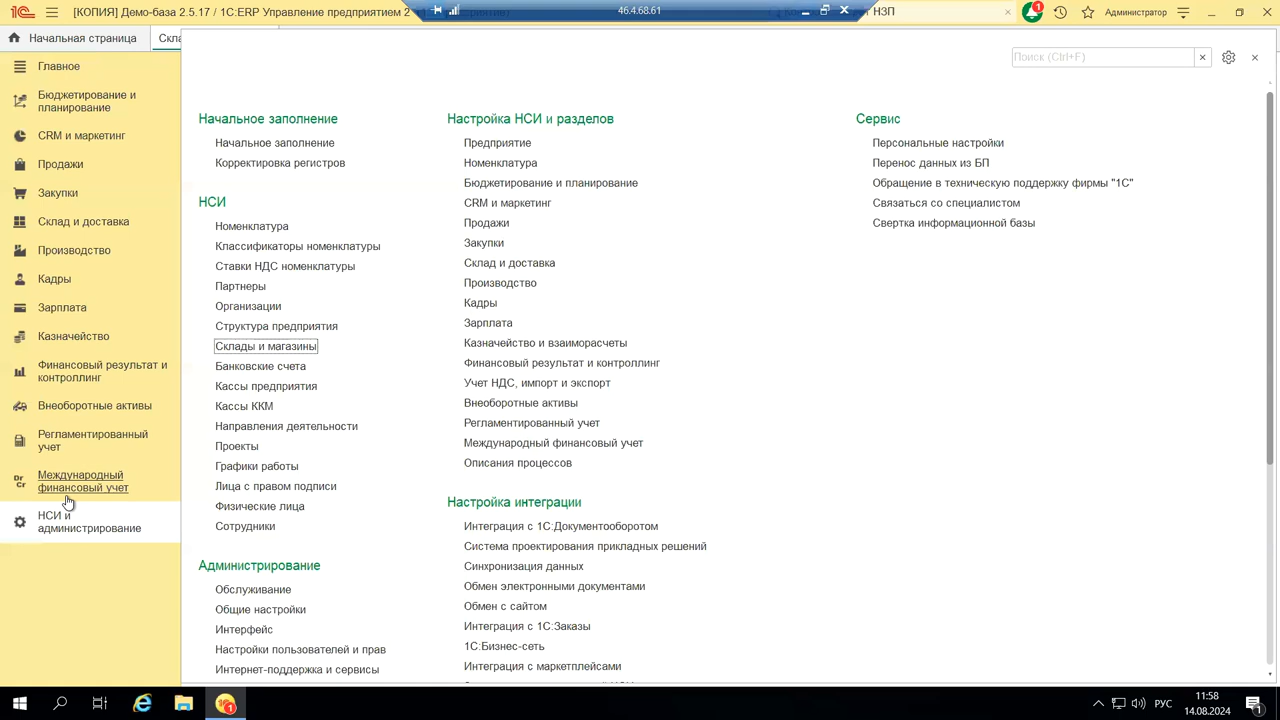 [КОПИЯ] Демо-база 2.5.17 / 1С:ERP Управление предприятием 2
46.4.68.61
НЗП
1
Администратор
Начальная страница
Скла
Поиск (Ctrl+F)
Главное
Бюджетирование и
планирование
CRM и маркетинг
Продажи
Закупки
Склад и доставка
Производство
Кадры
Зарплата
Казначейство
Финансовый результат и
контроллинг
Внеоборотные активы
Регламентированный
учет
Международный
финансовый учет
НСИ и
администрирование
Начальное заполнение
Начальное заполнение
Корректировка регистров
НСИ
Номенклатура
Классификаторы номенклатуры
Ставки НДС номенклатуры
Партнеры
Организации
Структура предприятия
Склады и магазины
Банковские счета
Кассы предприятия
Кассы ККМ
Направления деятельности
Проекты
Графики работы
Лица с правом подписи
Физические лица
Сотрудники
Администрирование
Обслуживание
Общие настройки
Интерфейс
Настройки пользователей и прав
Интернет-поддержка и сервисы
Настройка НСИ и разделов
Предприятие
Номенклатура
Бюджетирование и планирование
CRM и маркетинг
Продажи
Закупки
Склад и доставка
Производство
Кадры
Зарплата
Казначейство и взаиморасчеты
Финансовый результат и контроллинг
Учет НДС, импорт и экспорт
Внеоборотные активы
Регламентированный учет
Международный финансовый учет
Описания процессов
Настройка интеграции
Интеграция с 1С:Документооборотом
Система проектирования прикладных решений
Синхронизация данных
Обмен электронными документами
Обмен с сайтом
Интеграция с 1С:Заказы
1С:Бизнес-сеть
Интеграция с маркетплейсами
Сервис
Персональные настройки
Перенос данных из БП
Обращение в техническую поддержку фирмы "1С"
Связаться со специалистом
Свертка информационной базы
1
РУС
11:58
14.08.2024
1